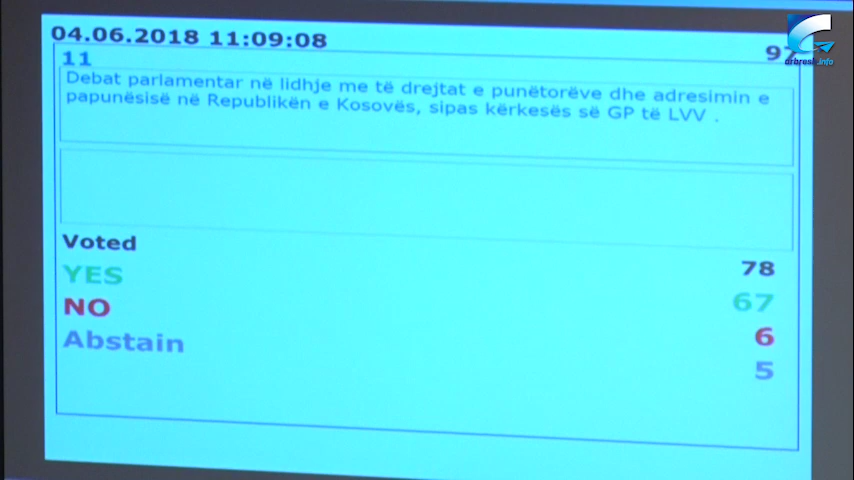 04.06.2018 11:09:08
97
arbresh.info
11
Debat parlamentar në lidhje me të drejtat e punëtorëve dhe adresimin e
papunësisë në Republikën e Kosovës, sipas kërkesës së GP të LVV .
Voted 78
YES 67
NO 6
Abstain 5